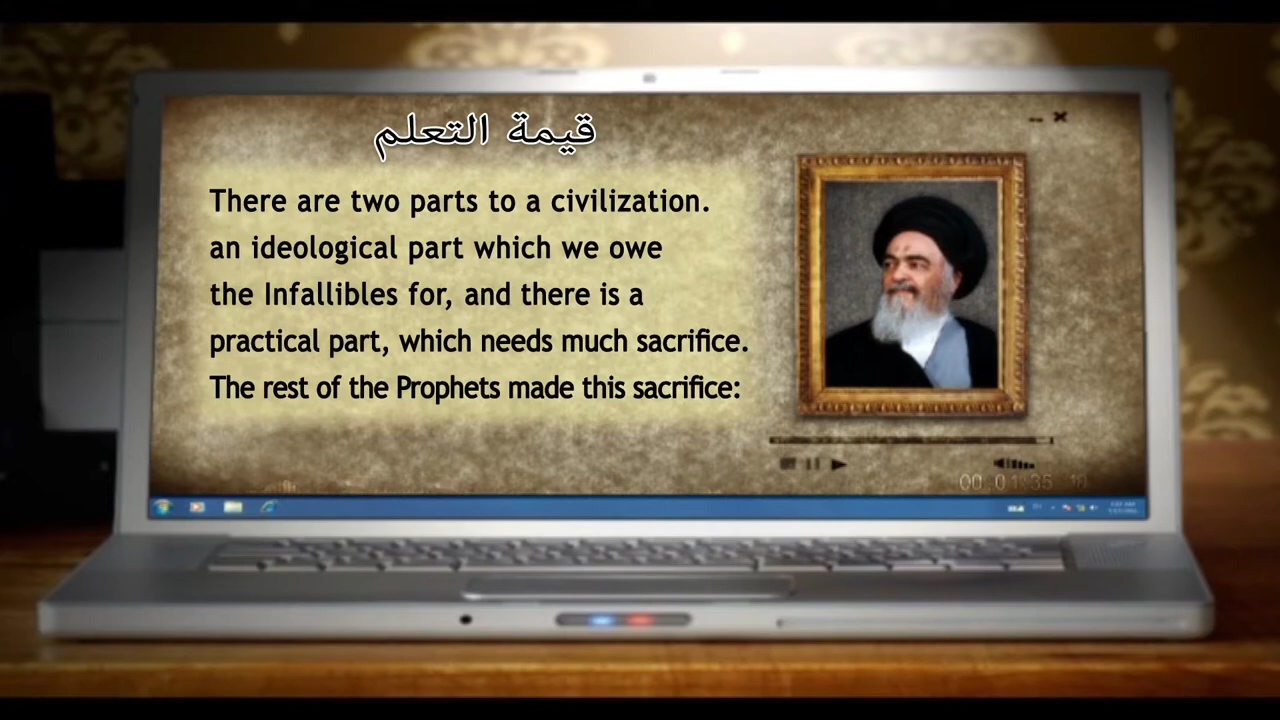 قيمة التعلم
There are two parts to a civilization.
an ideological part which we owe
the Infallibles for, and there is a
practical part, which needs much sacrifice.
The rest of the Prophets made this sacrifice: